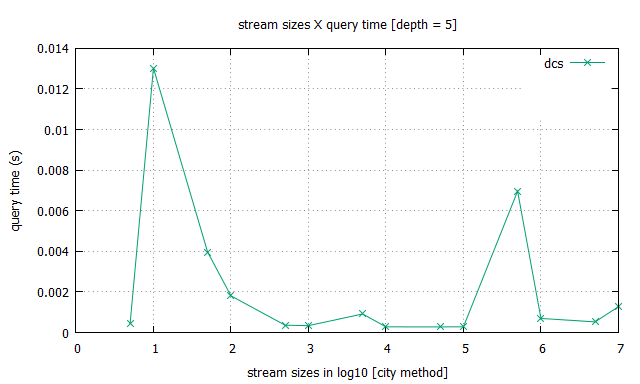 stream sizes X query time [depth = 5]
0.014
dcs
0.012
0.01
0.008
query time (s)
0.006
0.004
0.002
0
0 1 2 3 4 5 6 7
stream sizes in log10 [city method]